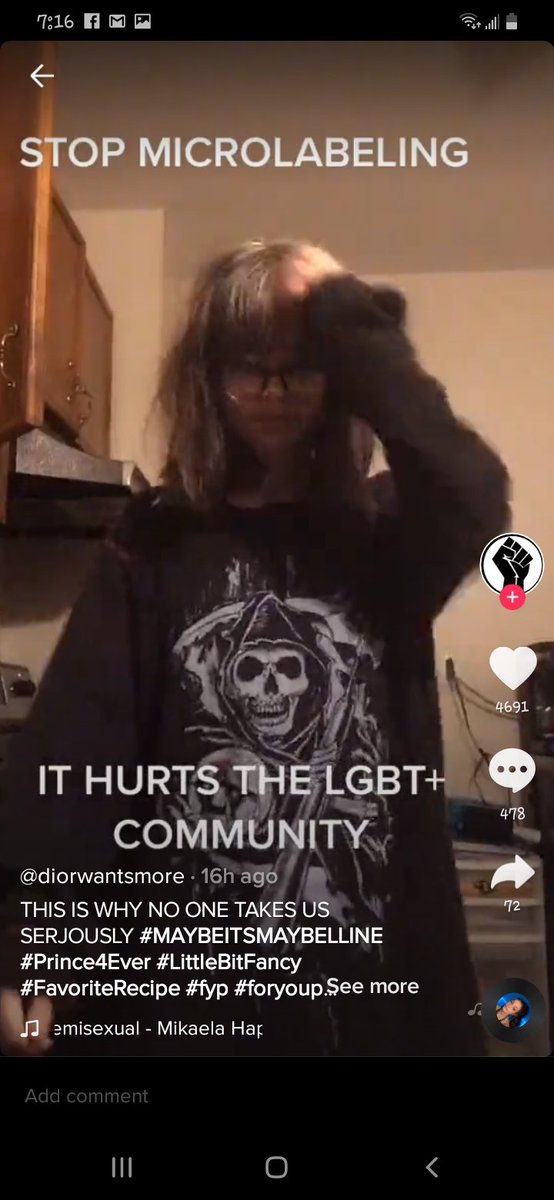 7:16
STOP MICROLABELING
4691
478
72
IT HURTS THE LGBT+
COMMUNITY
@diorwantsmore · 16h ago
THIS IS WHY NO ONE TAKES US
SERJOUSLY #MAYBEITSMAYBELLINE
#Prince4Ever #LittleBitFancy
#FavoriteRecipe #fyp #foryoup... See more
emisexual - Mikaela Hap
Add comment